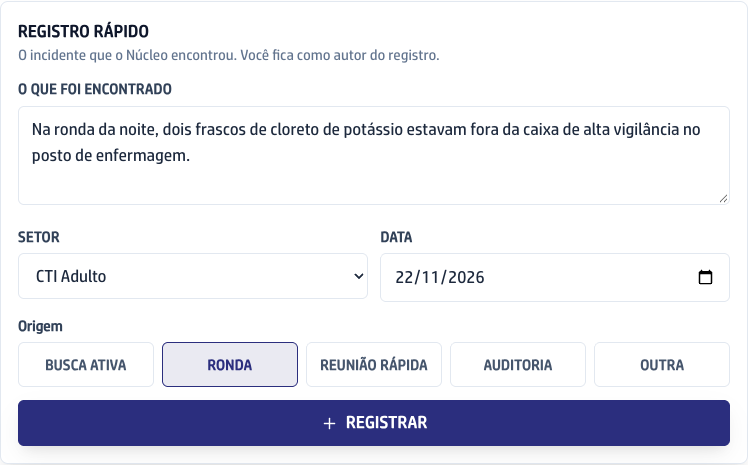 REGISTRO RÁPIDO
O incidente que o Núcleo encontrou. Você fica como autor do registro.
O QUE FOI ENCONTRADO
Na ronda da noite, dois frascos de cloreto de potássio estavam fora da caixa de alta vigilância no
posto de enfermagem.
SETOR
DATA
CTI Adulto
22/11/2026
Origem
BUSCA ATIVA
RONDA
REUNIÃO RÁPIDA
AUDITORIA
OUTRA
+ REGISTRAR